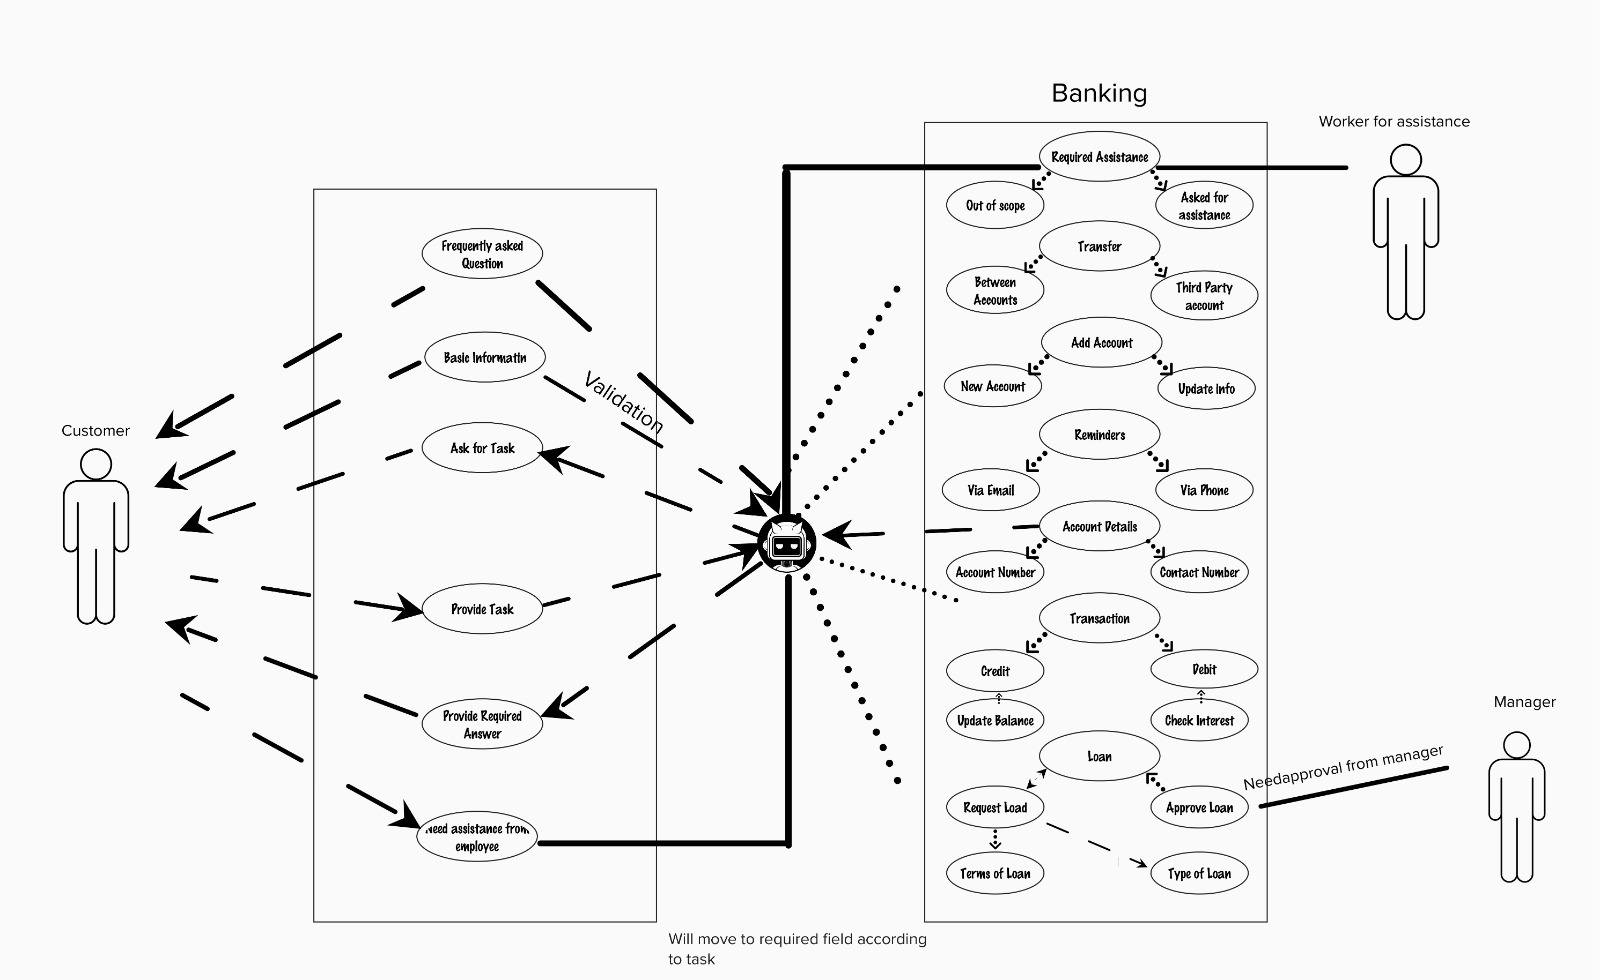 Banking
Worker for assistance
Required Assistance
Out of scope
Asked for
assistance
Frequently asked
Question
Transfer
Between
Accounts
Third Party
account
Basic Informatin
Validation
Add Account
New Account
Update Info
Customer
Ask for Task
Reminders
Via Email
Via Phone
Account Details
Account Number
Contact Number
Provide Task
Transaction
Credit
Debit
Provide Required
Answer
Update Balance
Check Interest
Manager
Loan
Needapproval from manager
Request Load
Approve Loan
Need assistance from
employee
Terms of Loan
Type of Loan
Will move to required field according
to task